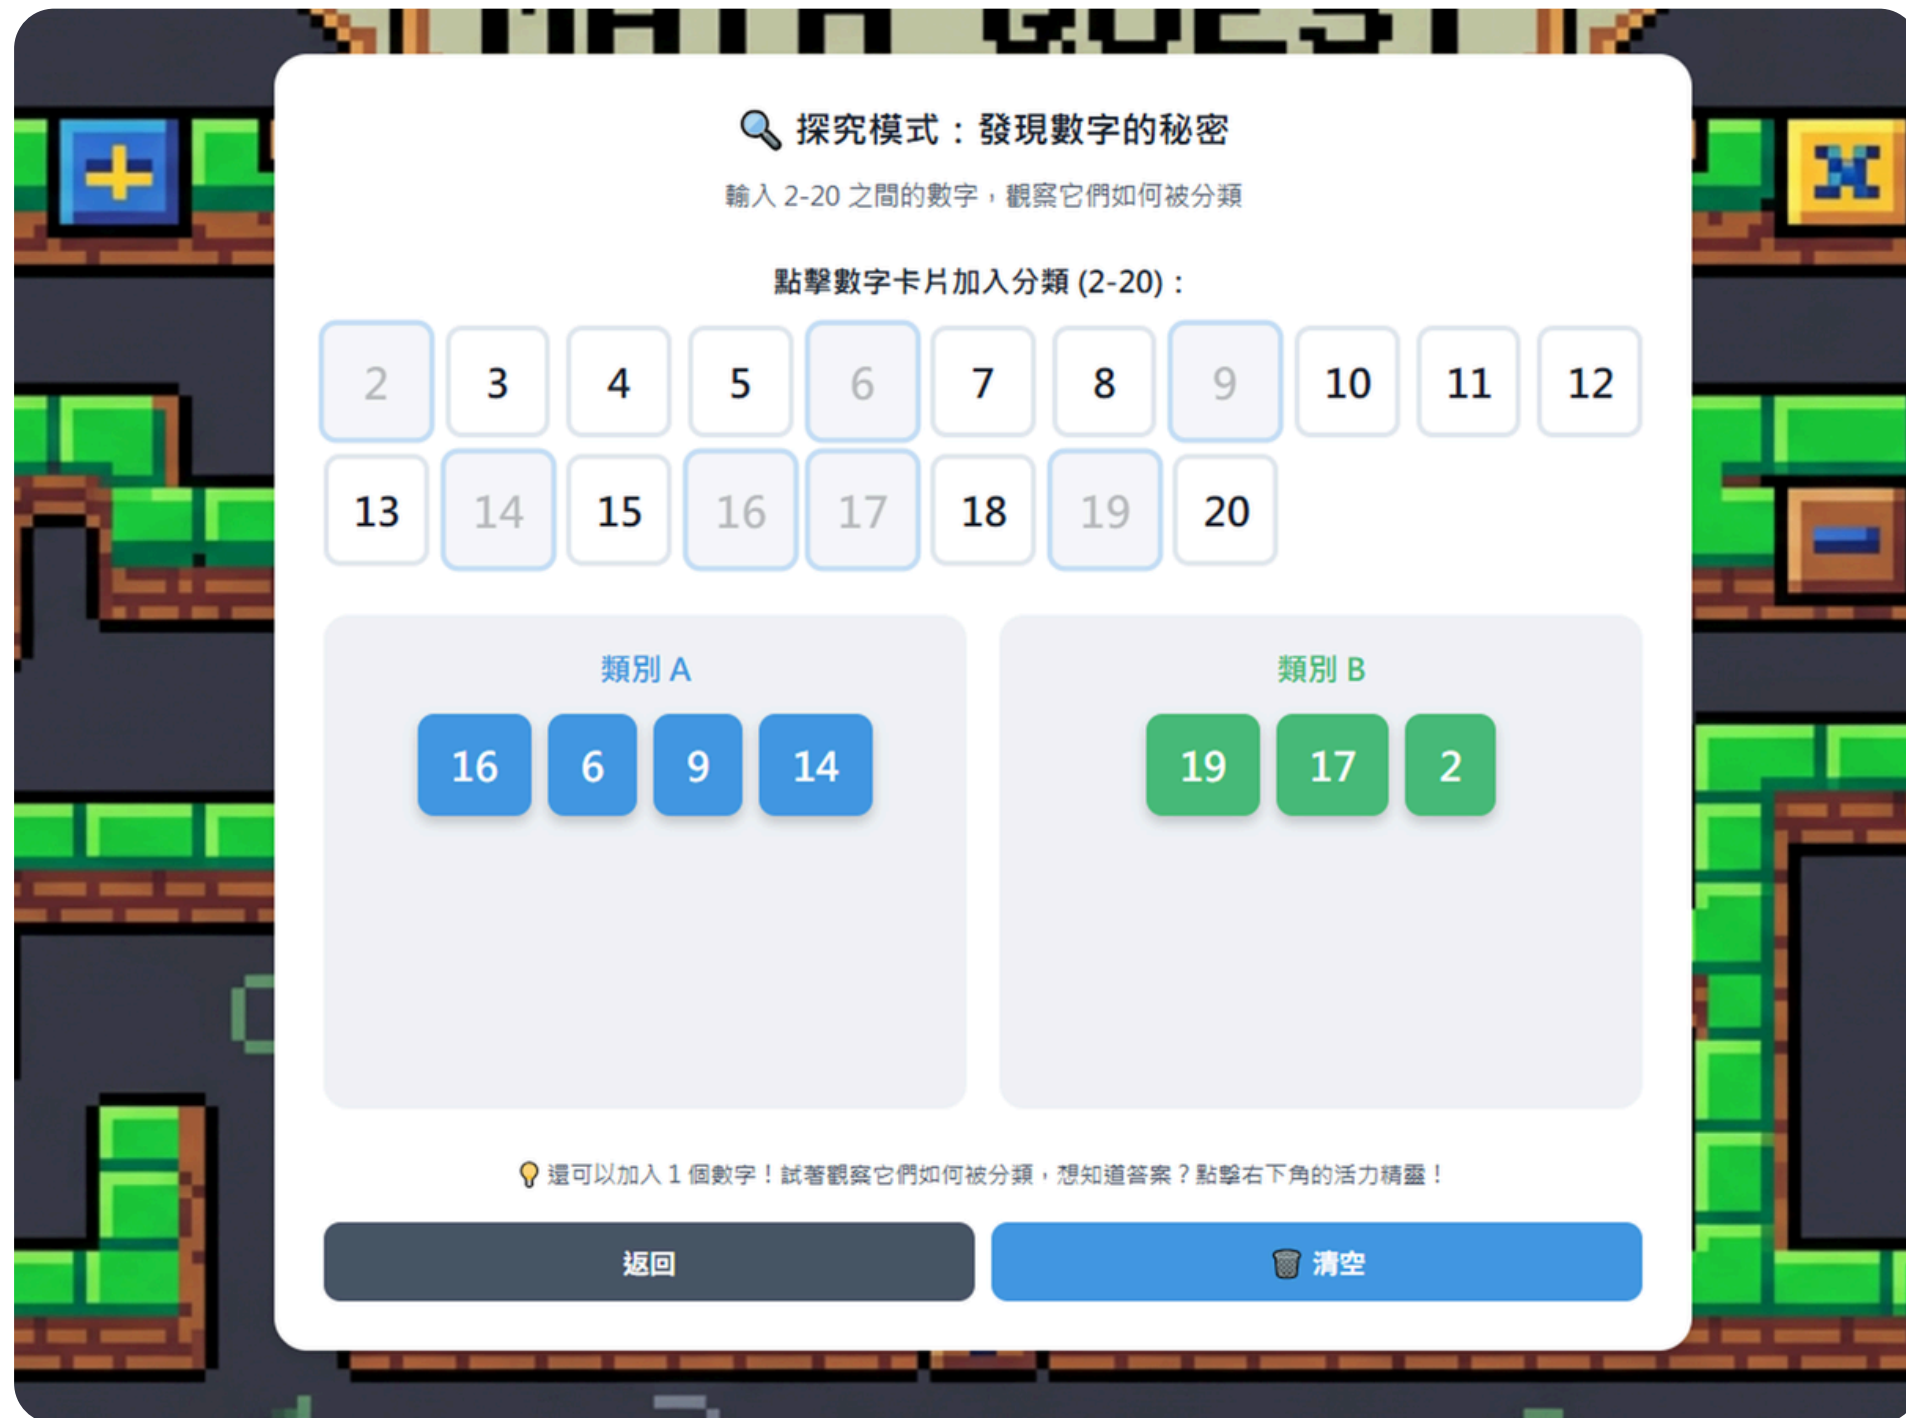 MATH QUEST
🔍 探究模式：發現數字的秘密
輸入 2-20 之間的數字，觀察它們如何被分類
點擊數字卡片加入分類 (2-20)：
2 3 4 5 6 7 8 9 10 11 12
13 14 15 16 17 18 19 20
類別 A
16 6 9 14
類別 B
19 17 2
💡 還可以加入 1 個數字！試著觀察它們如何被分類，想知道答案？點擊右下角的活力精靈！
返回
🗑️ 清空